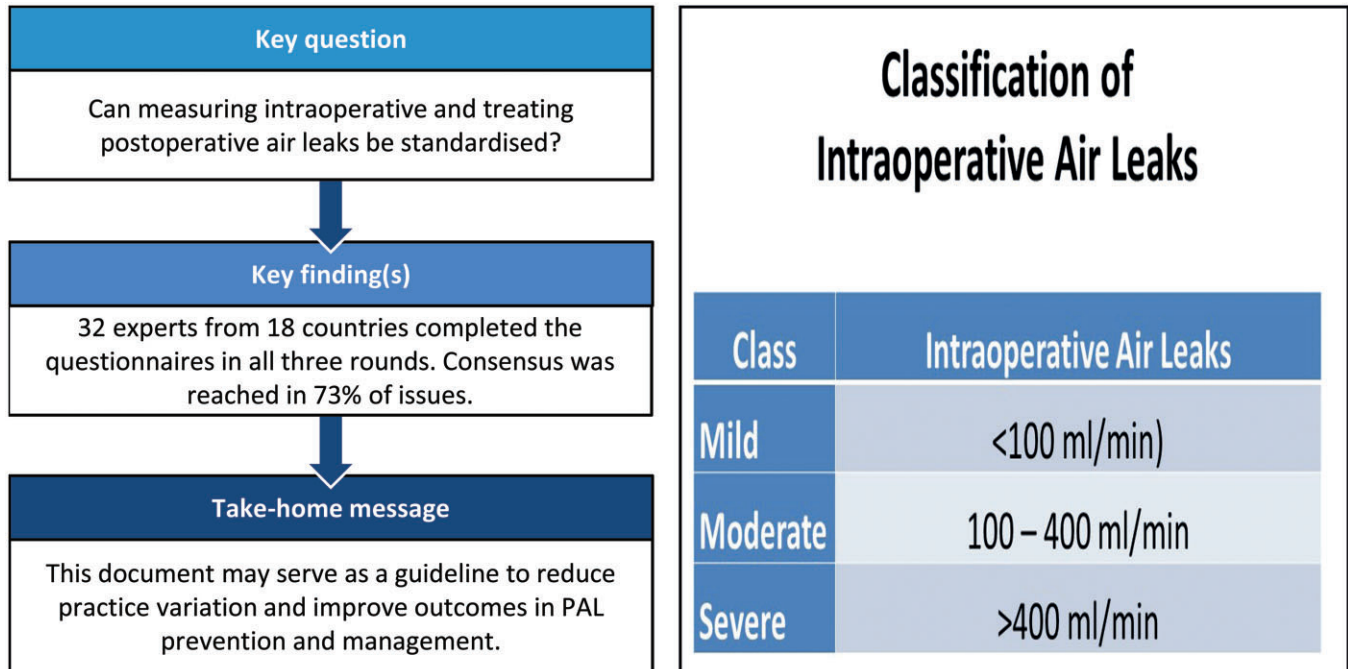 Key question
Can measuring intraoperative and treating
postoperative air leaks be standardised?
Key finding(s)
32 experts from 18 countries completed the
questionnaires in all three rounds. Consensus was
reached in 73% of issues.
Take-home message
This document may serve as a guideline to reduce
practice variation and improve outcomes in PAL
prevention and management.
Classification of
Intraoperative Air Leaks
Class Intraoperative Air Leaks
Mild <100 ml/min)
Moderate 100 – 400 ml/min
Severe >400 ml/min